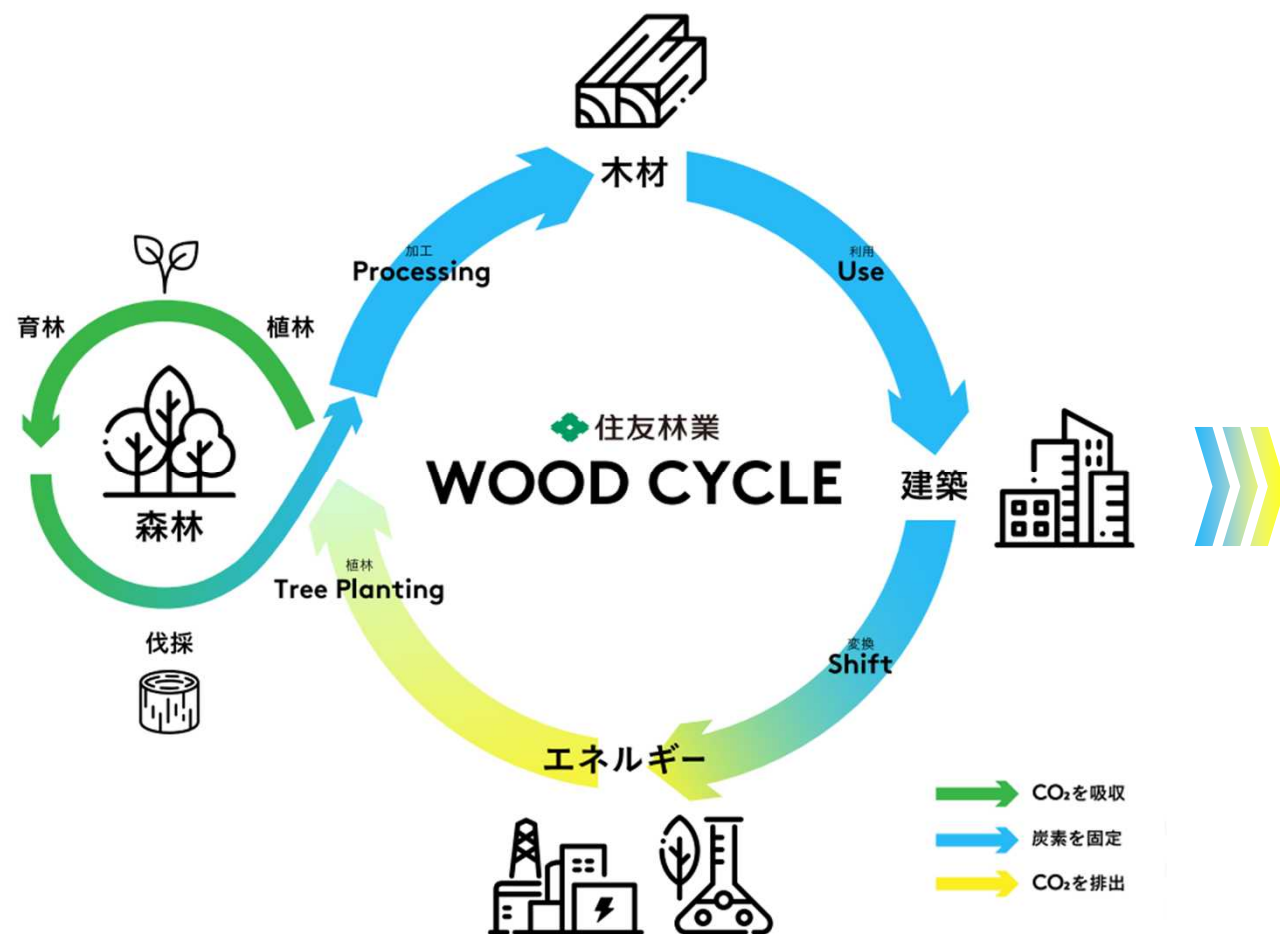 木材
加工
Processing
利用
Use
育林
植林
森林
住友林業
WOOD CYCLE
建築
植林
Tree Planting
伐採
変換
Shift
エネルギー
CO₂を吸収
炭素を固定
CO₂を排出